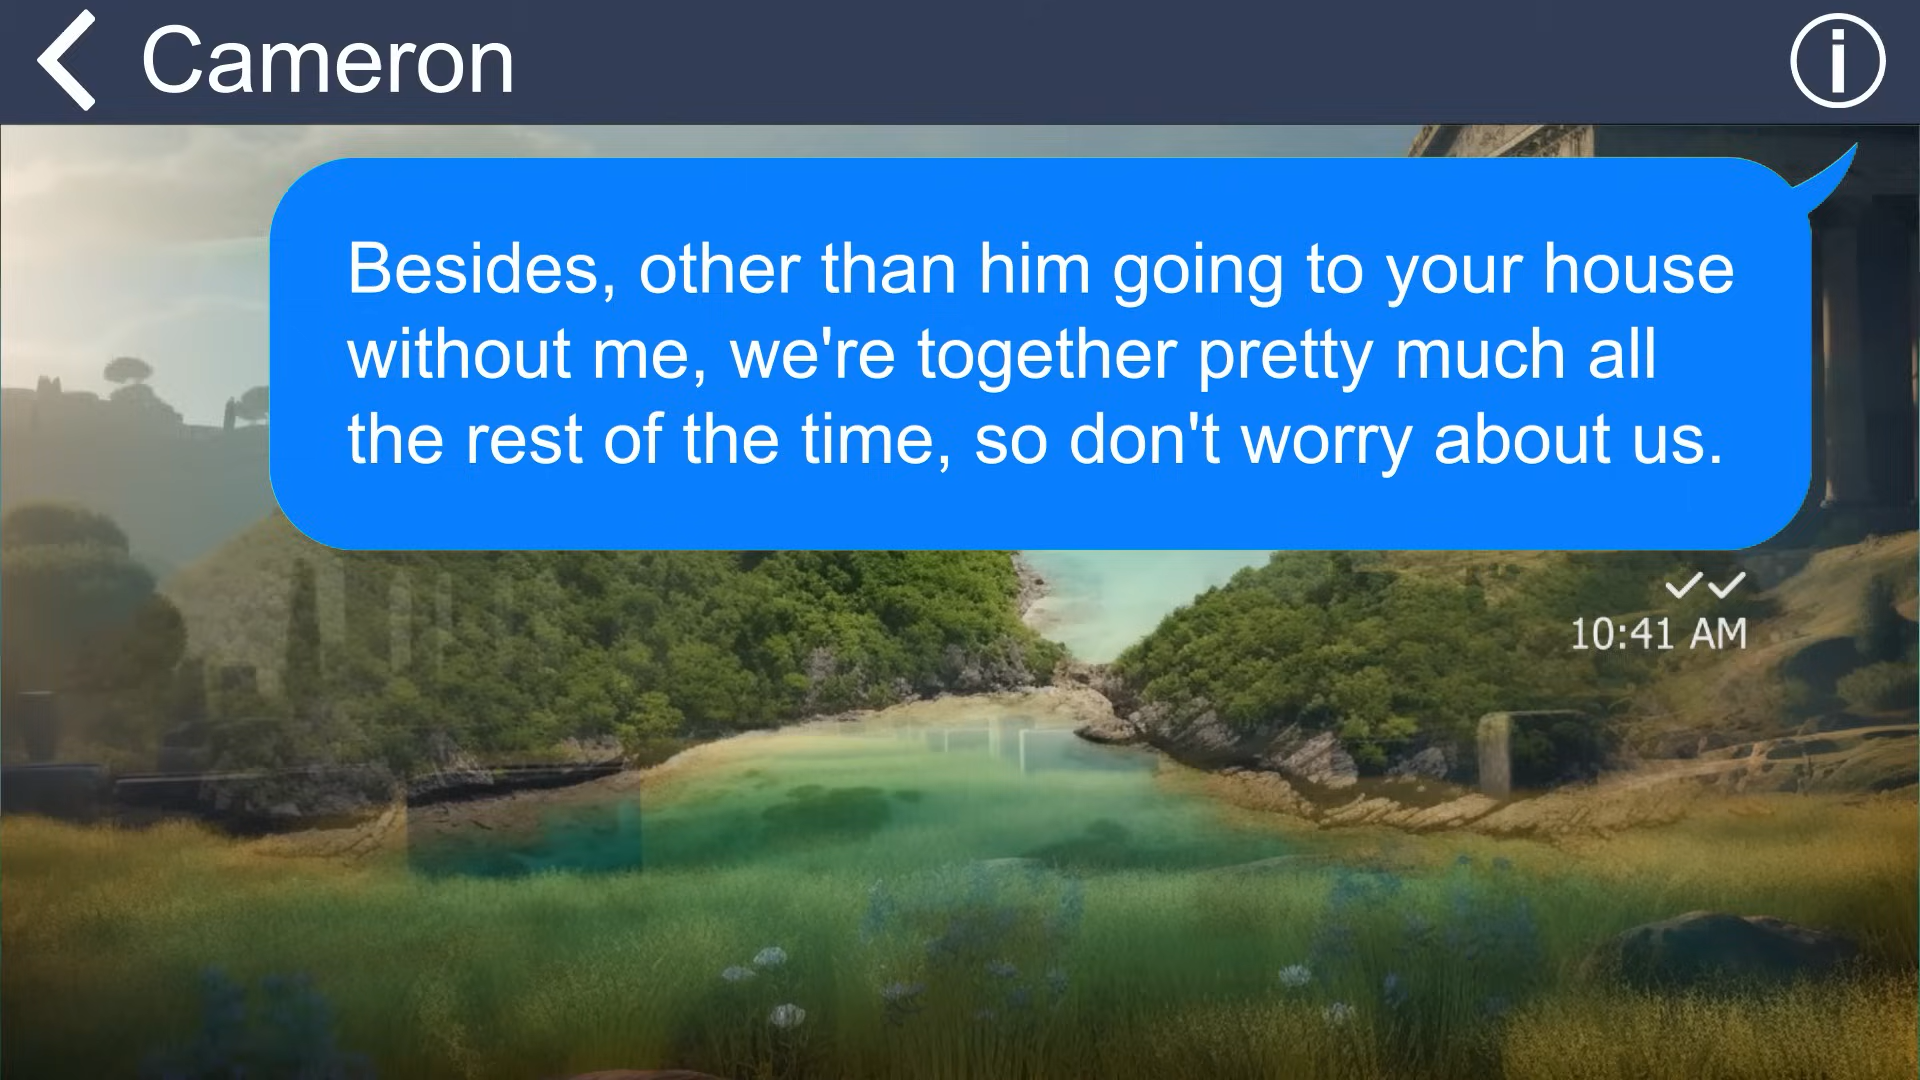 Cameron
Besides, other than him going to your house
without me, we're together pretty much all
the rest of the time, so don't worry about us.
10:41 AM